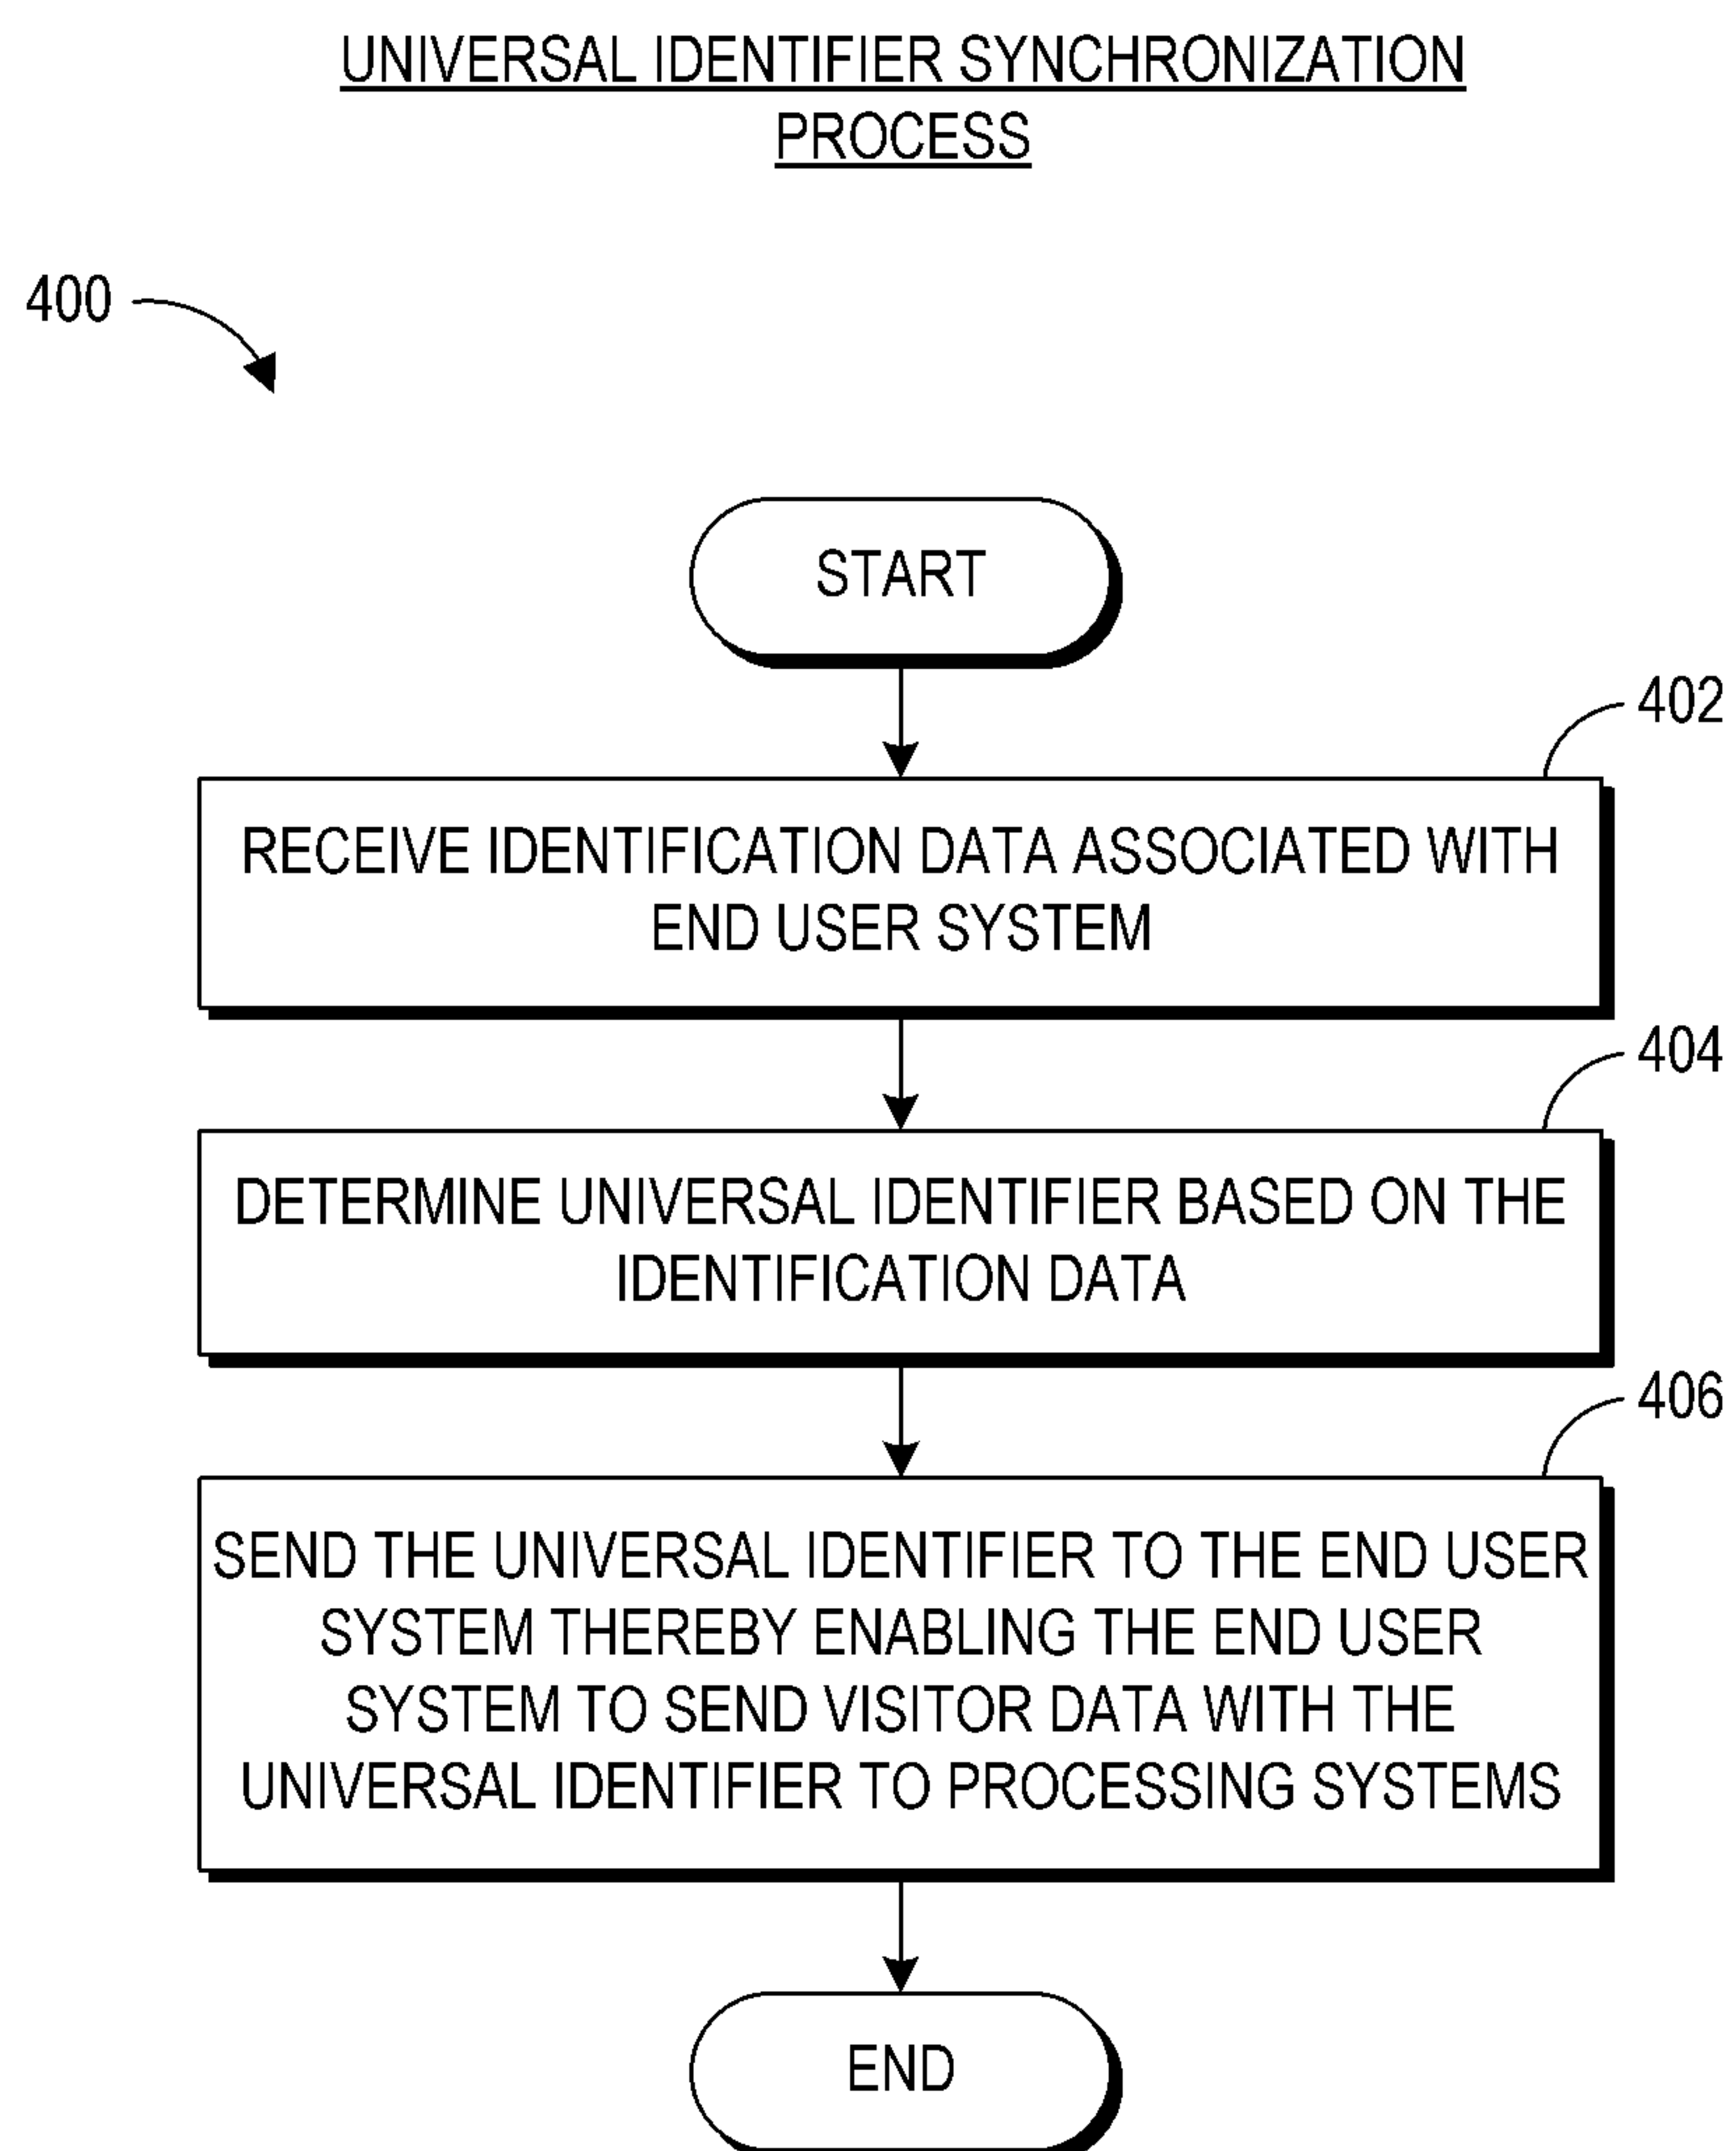 UNIVERSAL IDENTIFIER SYNCHRONIZATION
PROCESS
400
START
402
RECEIVE IDENTIFICATION DATA ASSOCIATED WITH
END USER SYSTEM
404
DETERMINE UNIVERSAL IDENTIFIER BASED ON THE
IDENTIFICATION DATA
406
SEND THE UNIVERSAL IDENTIFIER TO THE END USER
SYSTEM THEREBY ENABLING THE END USER
SYSTEM TO SEND VISITOR DATA WITH THE
UNIVERSAL IDENTIFIER TO PROCESSING SYSTEMS
END